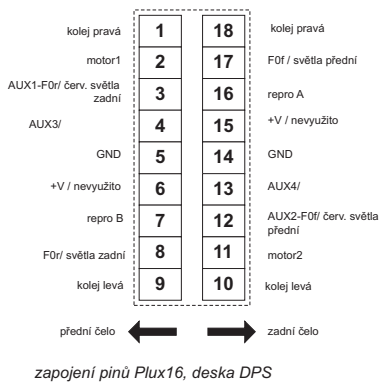 kolej pravá 1 18 kolej pravá
motor1 2 17 F0f / světla přední
AUX1-F0r/ červ. světla
zadní 3 16 repro A
AUX3/ 4 15 +V / nevyužito
GND 5 14 GND
+V / nevyužito 6 13 AUX4/
repro B 7 12 AUX2-F0f/ červ. světla
přední
F0r/ světla zadní 8 11 motor2
kolej levá 9 10 kolej levá
přední čelo zadní čelo
zapojení pinů Plux16, deska DPS